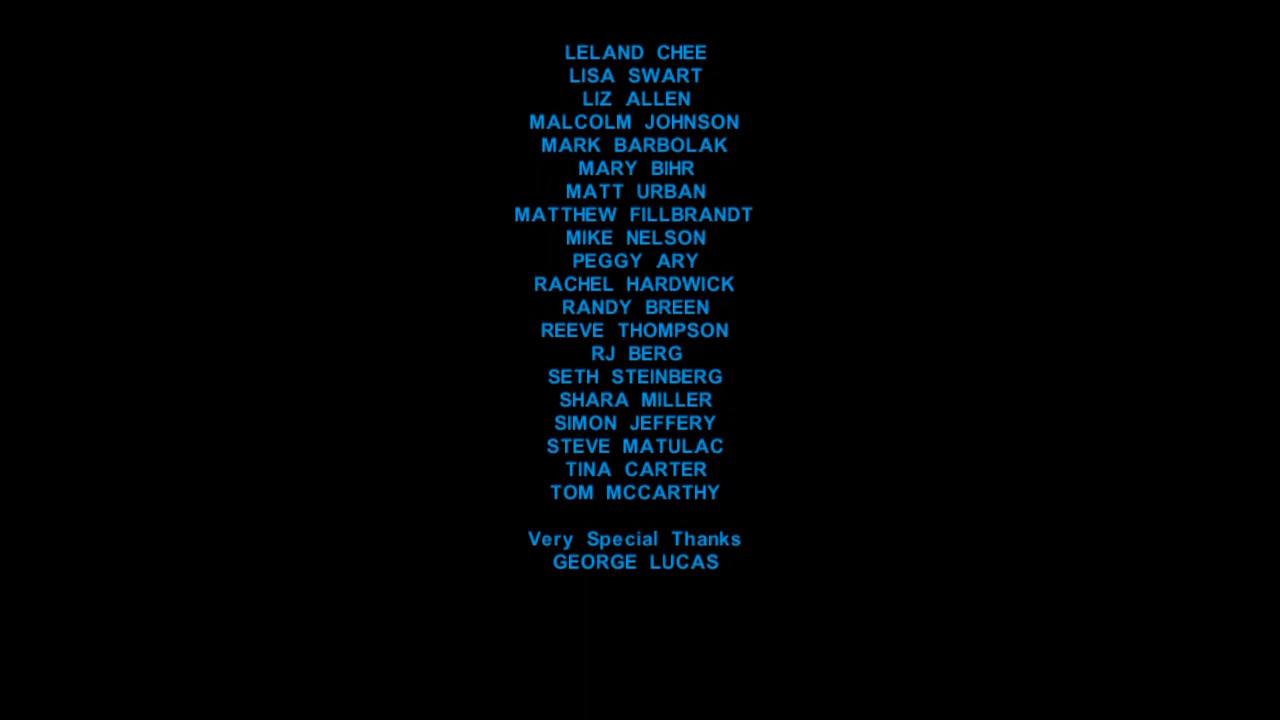 LELAND CHEE
LISA SWART
LIZ ALLEN
MALCOLM JOHNSON
MARK BARBOLAK
MARY BIHR
MATT URBAN
MATTHEW FILLBRANDT
MIKE NELSON
PEGGY ARY
RACHEL HARDWICK
RANDY BREEN
REEVE THOMPSON
RJ BERG
SETH STEINBERG
SHARA MILLER
SIMON JEFFERY
STEVE MATULAC
TINA CARTER
TOM MCCARTHY
Very Special Thanks
GEORGE LUCAS